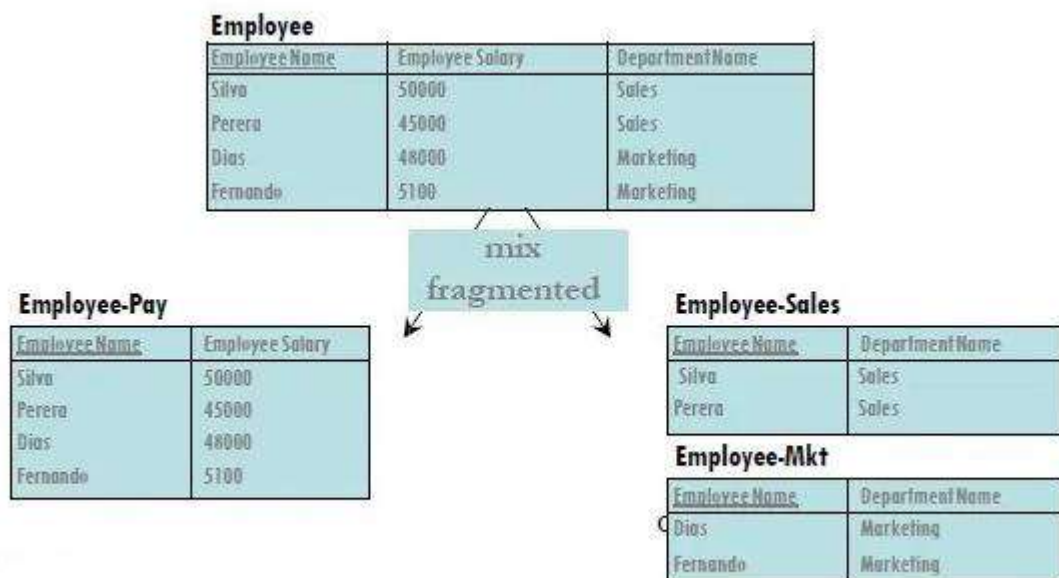 Employee
EmployeeName Employee Salary DepartmentName
Silva 50000 Sales
Perera 45000 Sales
Dias 48000 Marketing
Fernando 5100 Marketing
mix
fragmented
Employee-Pay
EmployeeName Employee Salary
Silva 50000
Perera 45000
Dias 48000
Fernando 5100
Employee-Sales
EmployeeName DepartmentName
Silva Sales
Perera Sales
Employee-Mkt
EmployeeName DepartmentName
Dias Marketing
Fernando Marketing